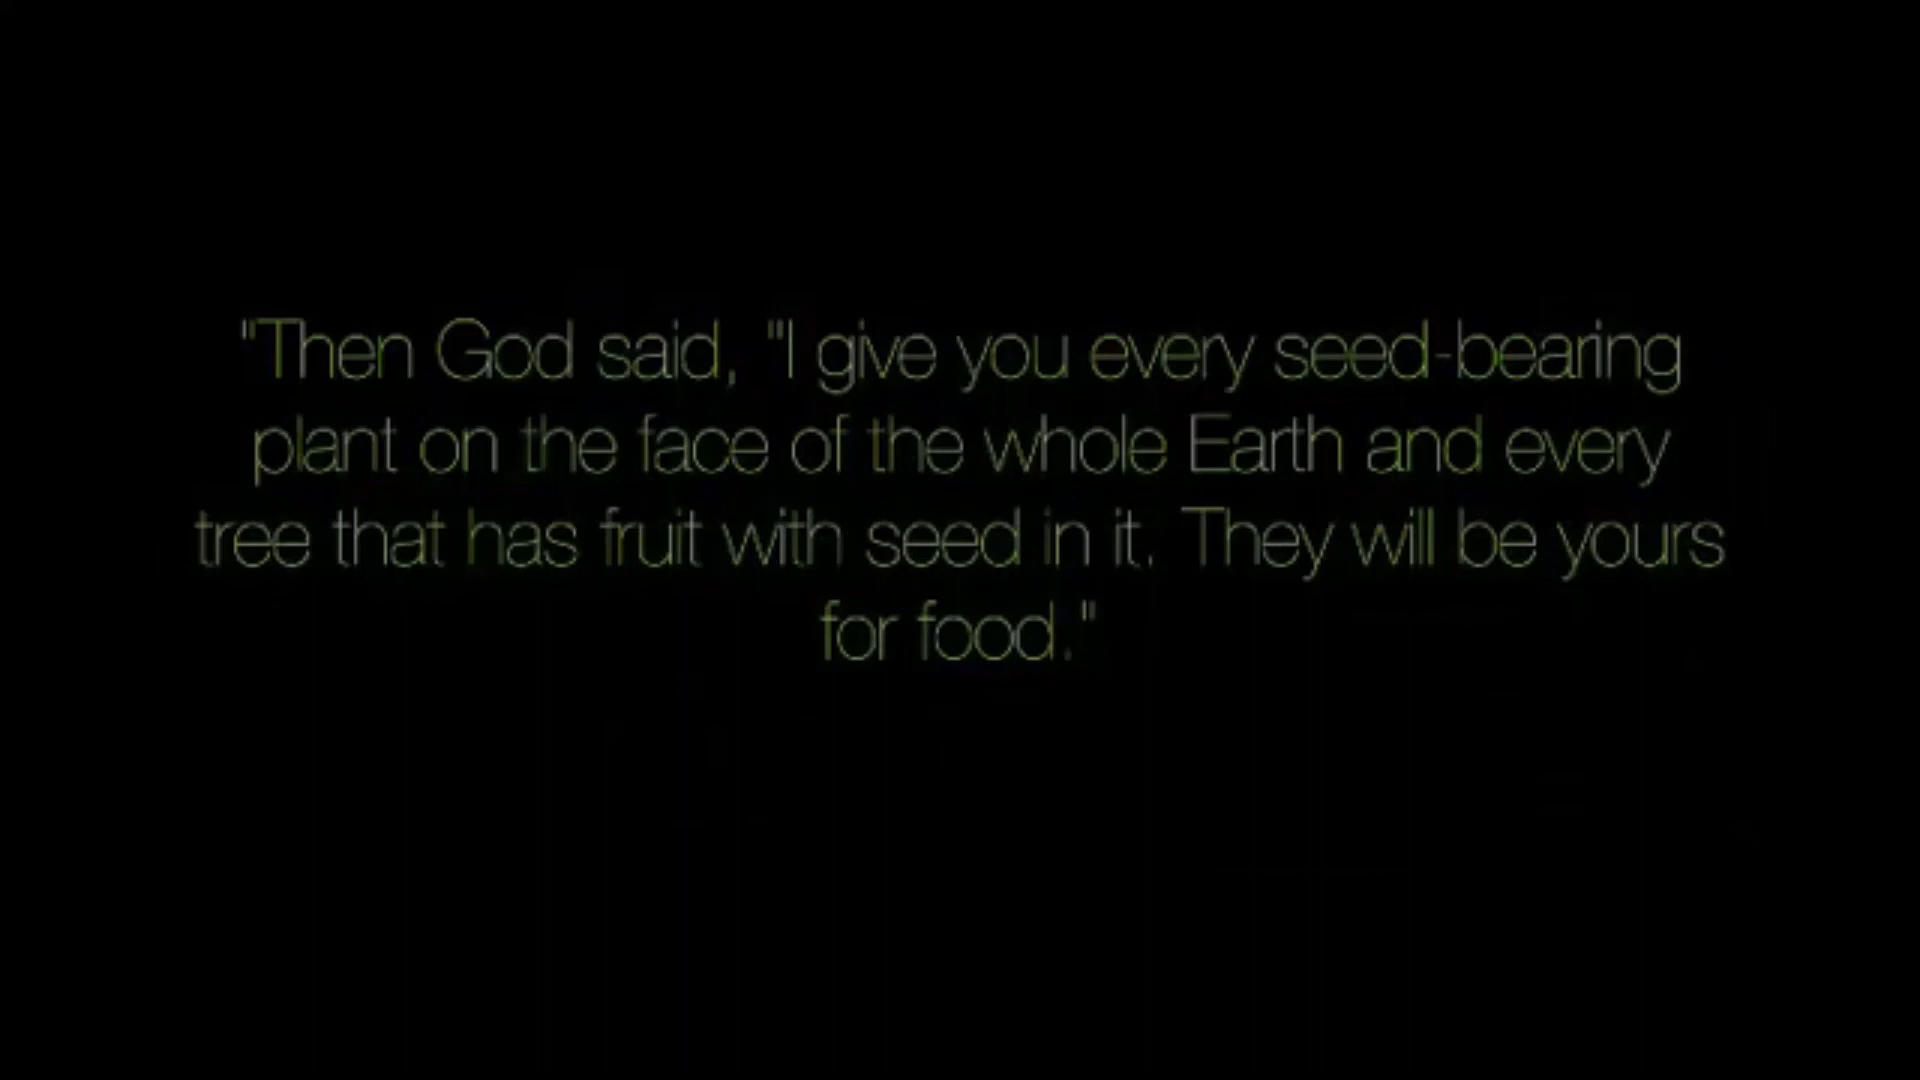 "Then God said, "I give you every seed-bearing
plant on the face of the whole Earth and every
tree that has fruit with seed in it. They will be yours
for food."